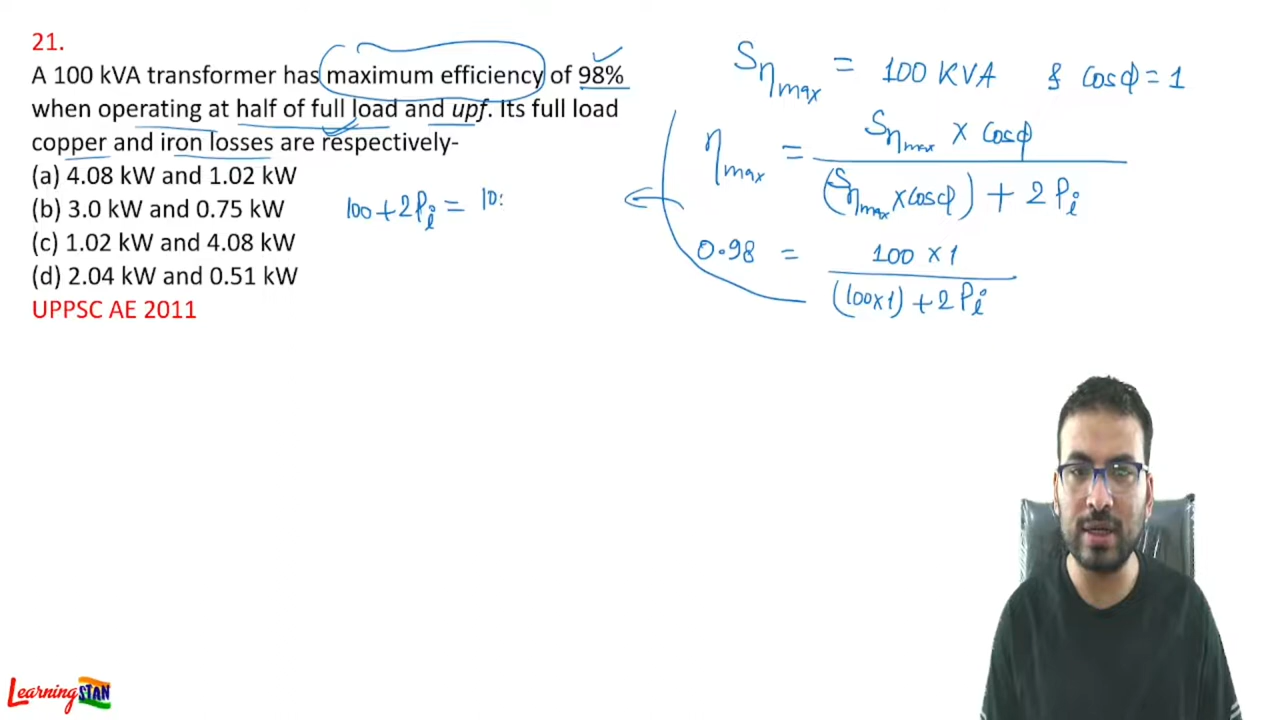 21.
A 100 kVA transformer has maximum efficiency of 98%
when operating at half of full load and upf. Its full load
copper and iron losses are respectively-
(a) 4.08 kW and 1.02 kW
(b) 3.0 kW and 0.75 kW
(c) 1.02 kW and 4.08 kW
(d) 2.04 kW and 0.51 kW
UPPSC AE 2011
100 + 2Pi = 10
Sηmax = 100 KVA & cosφ = 1
ηmax = Sηmax × cosφ
(Sηmax × cosφ) + 2Pi
0.98 = 100 × 1
(100×1) + 2Pi
LearningSTAN